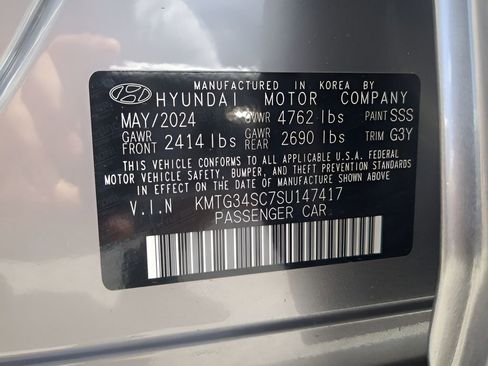 MANUFACTURED IN KOREA BY
HYUNDAI MOTOR COMPANY
MAY/2024 GVWR 4762 lbs PAINT SSS
GAWR FRONT 2414 lbs GAWR REAR 2690 lbs TRIM G3Y
THIS VEHICLE CONFORMS TO ALL APPLICABLE U.S.A. FEDERAL
MOTOR VEHICLE SAFETY, BUMPER, AND THEFT PREVENTION STANDARDS
IN EFFECT ON THE DATE OF MANUFACTURE SHOWN ABOVE
V.I.N KMTG34SC7SU147417
PASSENGER CAR